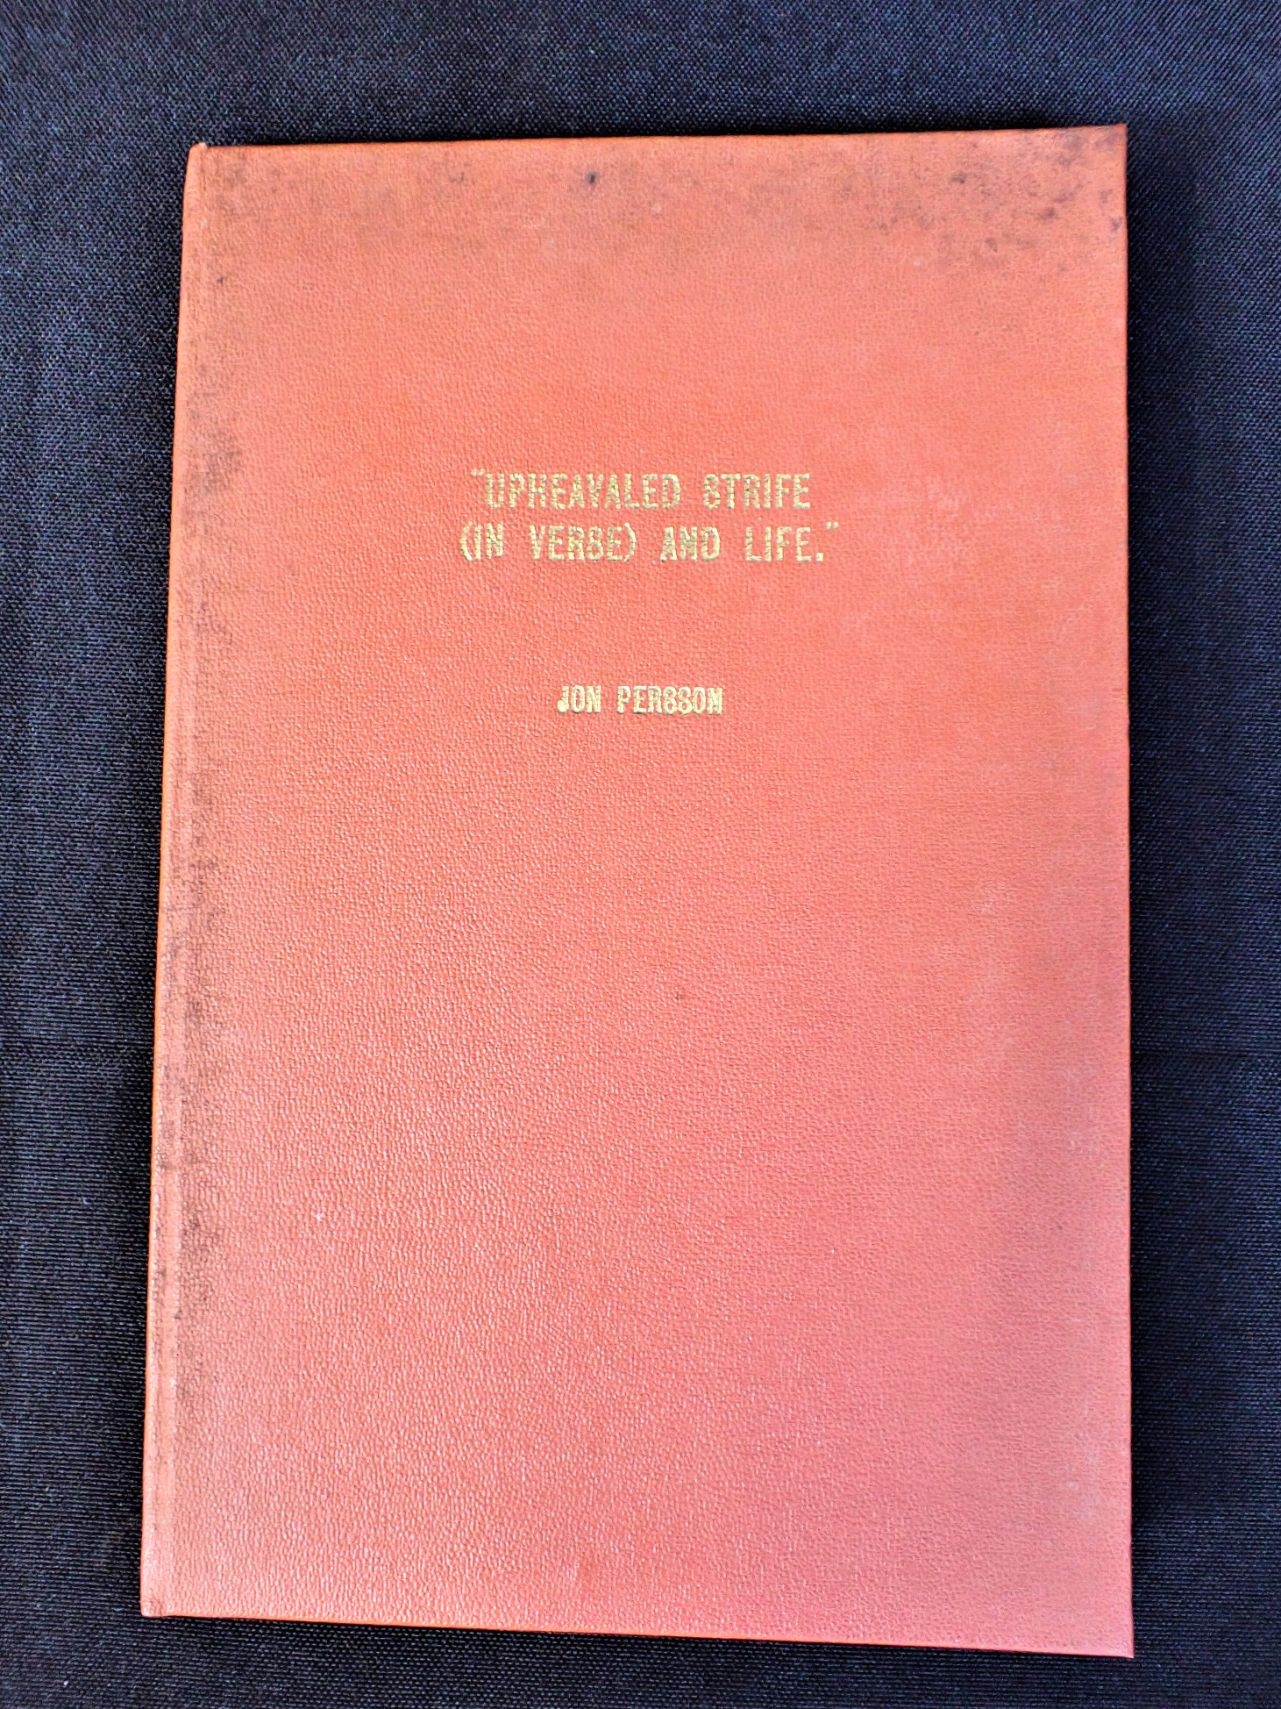 "UPHEAVALED STRIFE
(IN VERSE) AND LIFE."
JON PERSSON